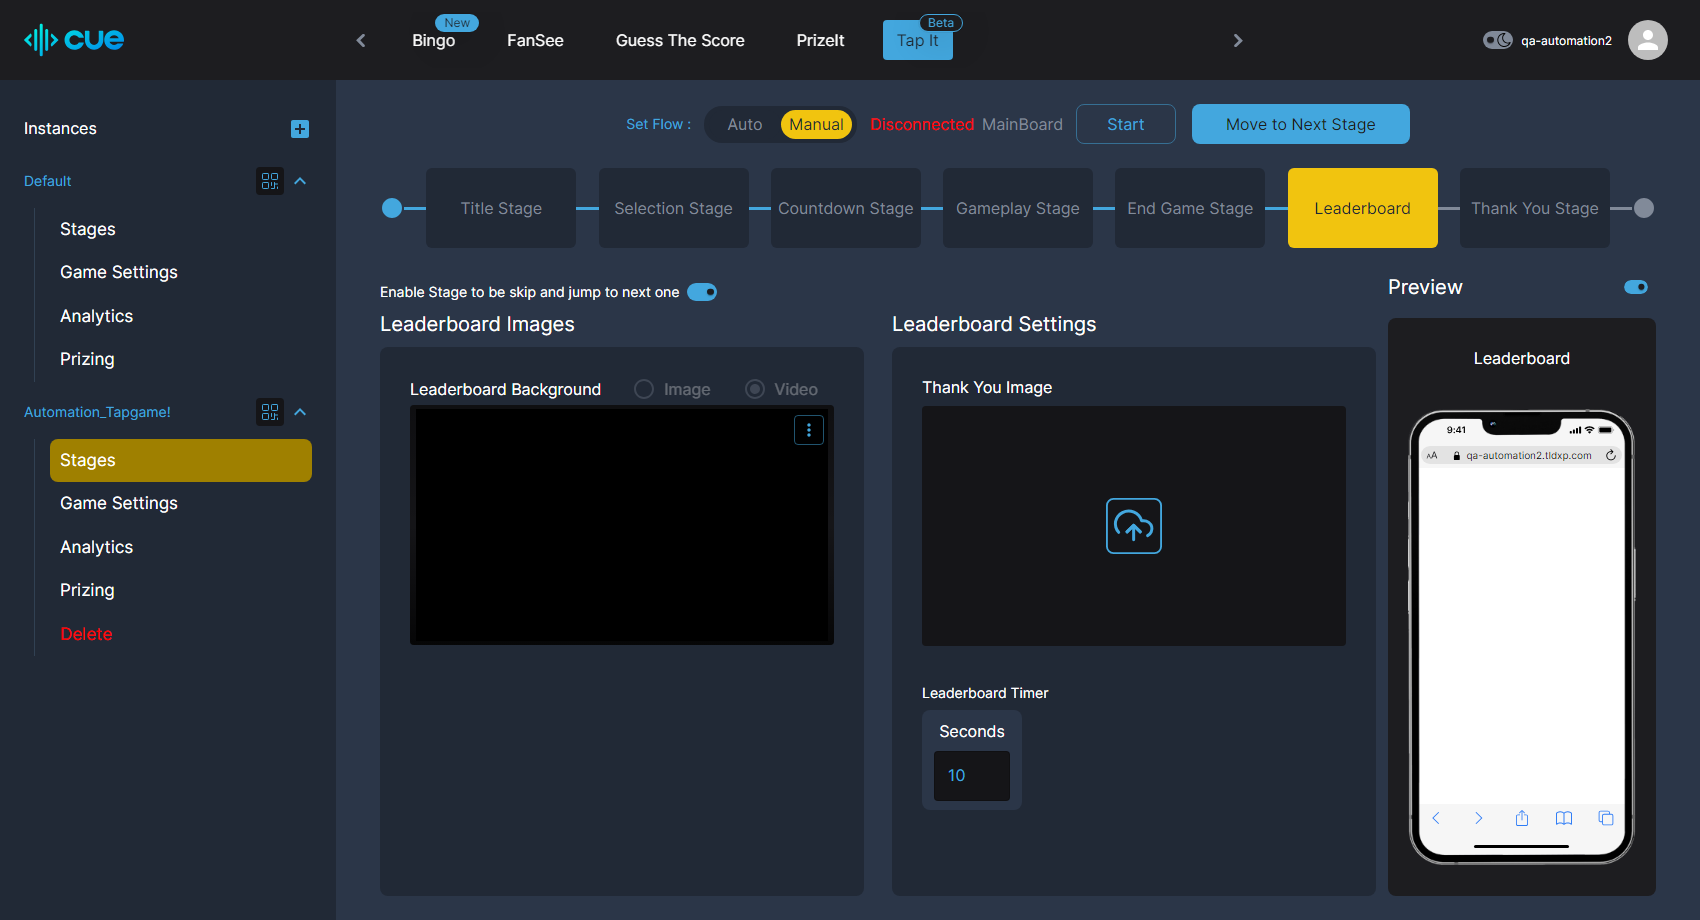 cue
New
Bingo
FanSee
Guess The Score
PrizeIt
Beta
Tap It
qa-automation2
Instances
Default
Stages
Game Settings
Analytics
Prizing
Automation_Tapgame!
Stages
Game Settings
Analytics
Prizing
Delete
Set Flow :
Auto
Manual
Disconnected MainBoard
Start
Move to Next Stage
Title Stage
Selection Stage
Countdown Stage
Gameplay Stage
End Game Stage
Leaderboard
Thank You Stage
Enable Stage to be skip and jump to next one
Leaderboard Images
Leaderboard Background
Image
Video
Leaderboard Settings
Thank You Image
Leaderboard Timer
Seconds
10
Preview
Leaderboard
9:41
AA
qa-automation2.tldxp.com